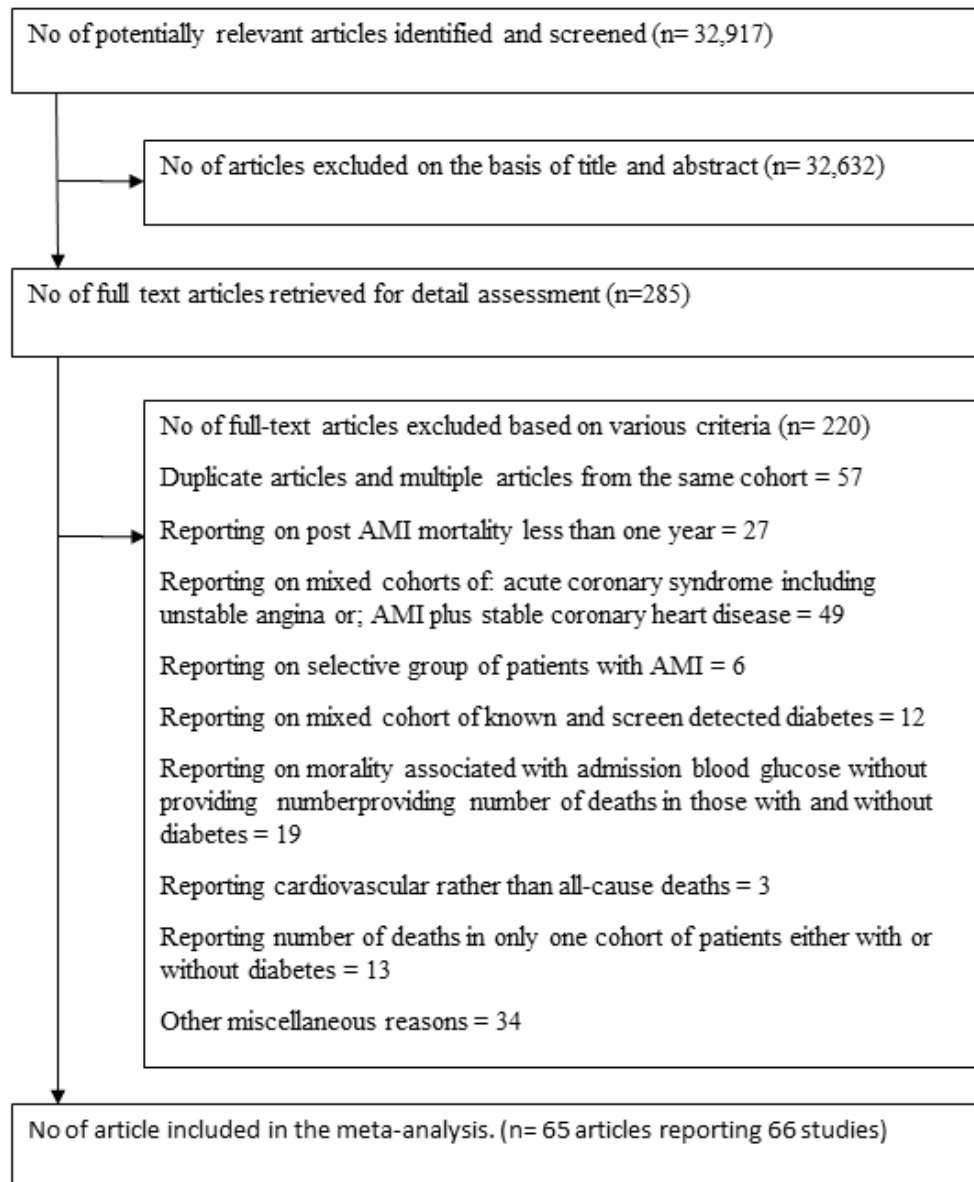 No of potentially relevant articles identified and screened (n= 32,917)
No of articles excluded on the basis of title and abstract (n= 32,632)
No of full text articles retrieved for detail assessment (n=285)
No of full-text articles excluded based on various criteria (n= 220)
Duplicate articles and multiple articles from the same cohort = 57
Reporting on post AMI mortality less than one year = 27
Reporting on mixed cohorts of: acute coronary syndrome including
unstable angina or; AMI plus stable coronary heart disease = 49
Reporting on selective group of patients with AMI = 6
Reporting on mixed cohort of known and screen detected diabetes = 12
Reporting on morality associated with admission blood glucose without
providing numberproviding number of deaths in those with and without
diabetes = 19
Reporting cardiovascular rather than all-cause deaths = 3
Reporting number of deaths in only one cohort of patients either with or
without diabetes = 13
Other miscellaneous reasons = 34
No of article included in the meta-analysis. (n= 65 articles reporting 66 studies)